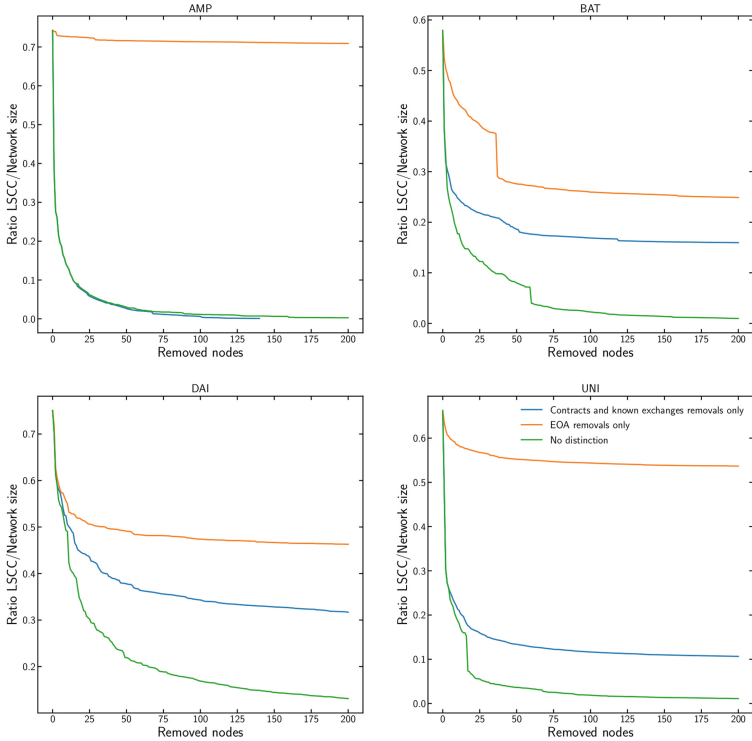 AMP
0.7
0.6
0.5
0.4
0.3
0.2
0.1
0.0
Ratio LSCC/Network size
0 25 50 75 100 125 150 175 200
Removed nodes
BAT
0.6
0.5
0.4
0.3
0.2
0.1
0.0
Ratio LSCC/Network size
0 25 50 75 100 125 150 175 200
Removed nodes
DAI
0.7
0.6
0.5
0.4
0.3
0.2
Ratio LSCC/Network size
0 25 50 75 100 125 150 175 200
Removed nodes
UNI
Contracts and known exchanges removals only
EOA removals only
No distinction
0.6
0.5
0.4
0.3
0.2
0.1
0.0
Ratio LSCC/Network size
0 25 50 75 100 125 150 175 200
Removed nodes